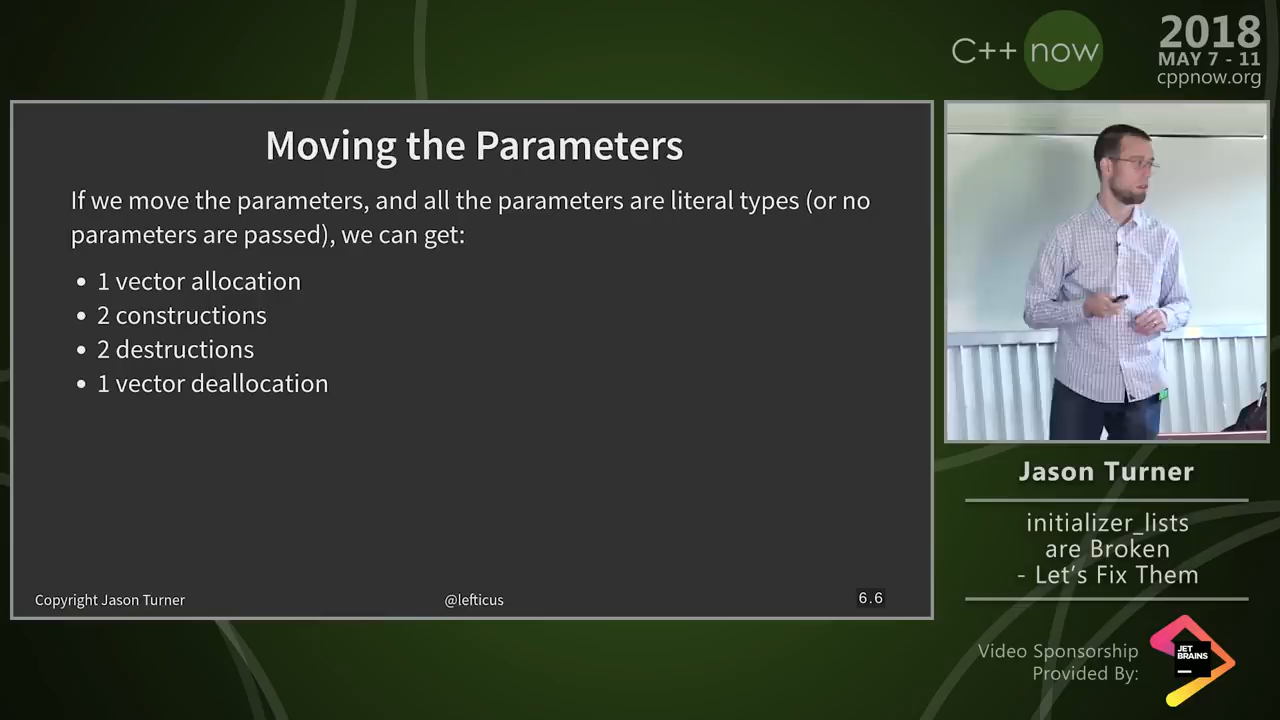 C++ now
2018
MAY 7 - 11
cppnow.org
Moving the Parameters
If we move the parameters, and all the parameters are literal types (or no
parameters are passed), we can get:
• 1 vector allocation
• 2 constructions
• 2 destructions
• 1 vector deallocation
Copyright Jason Turner
@lefticus
6.6
Jason Turner
initializer_lists
are Broken
- Let's Fix Them
Video Sponsorship
Provided By:
JET
BRAINS